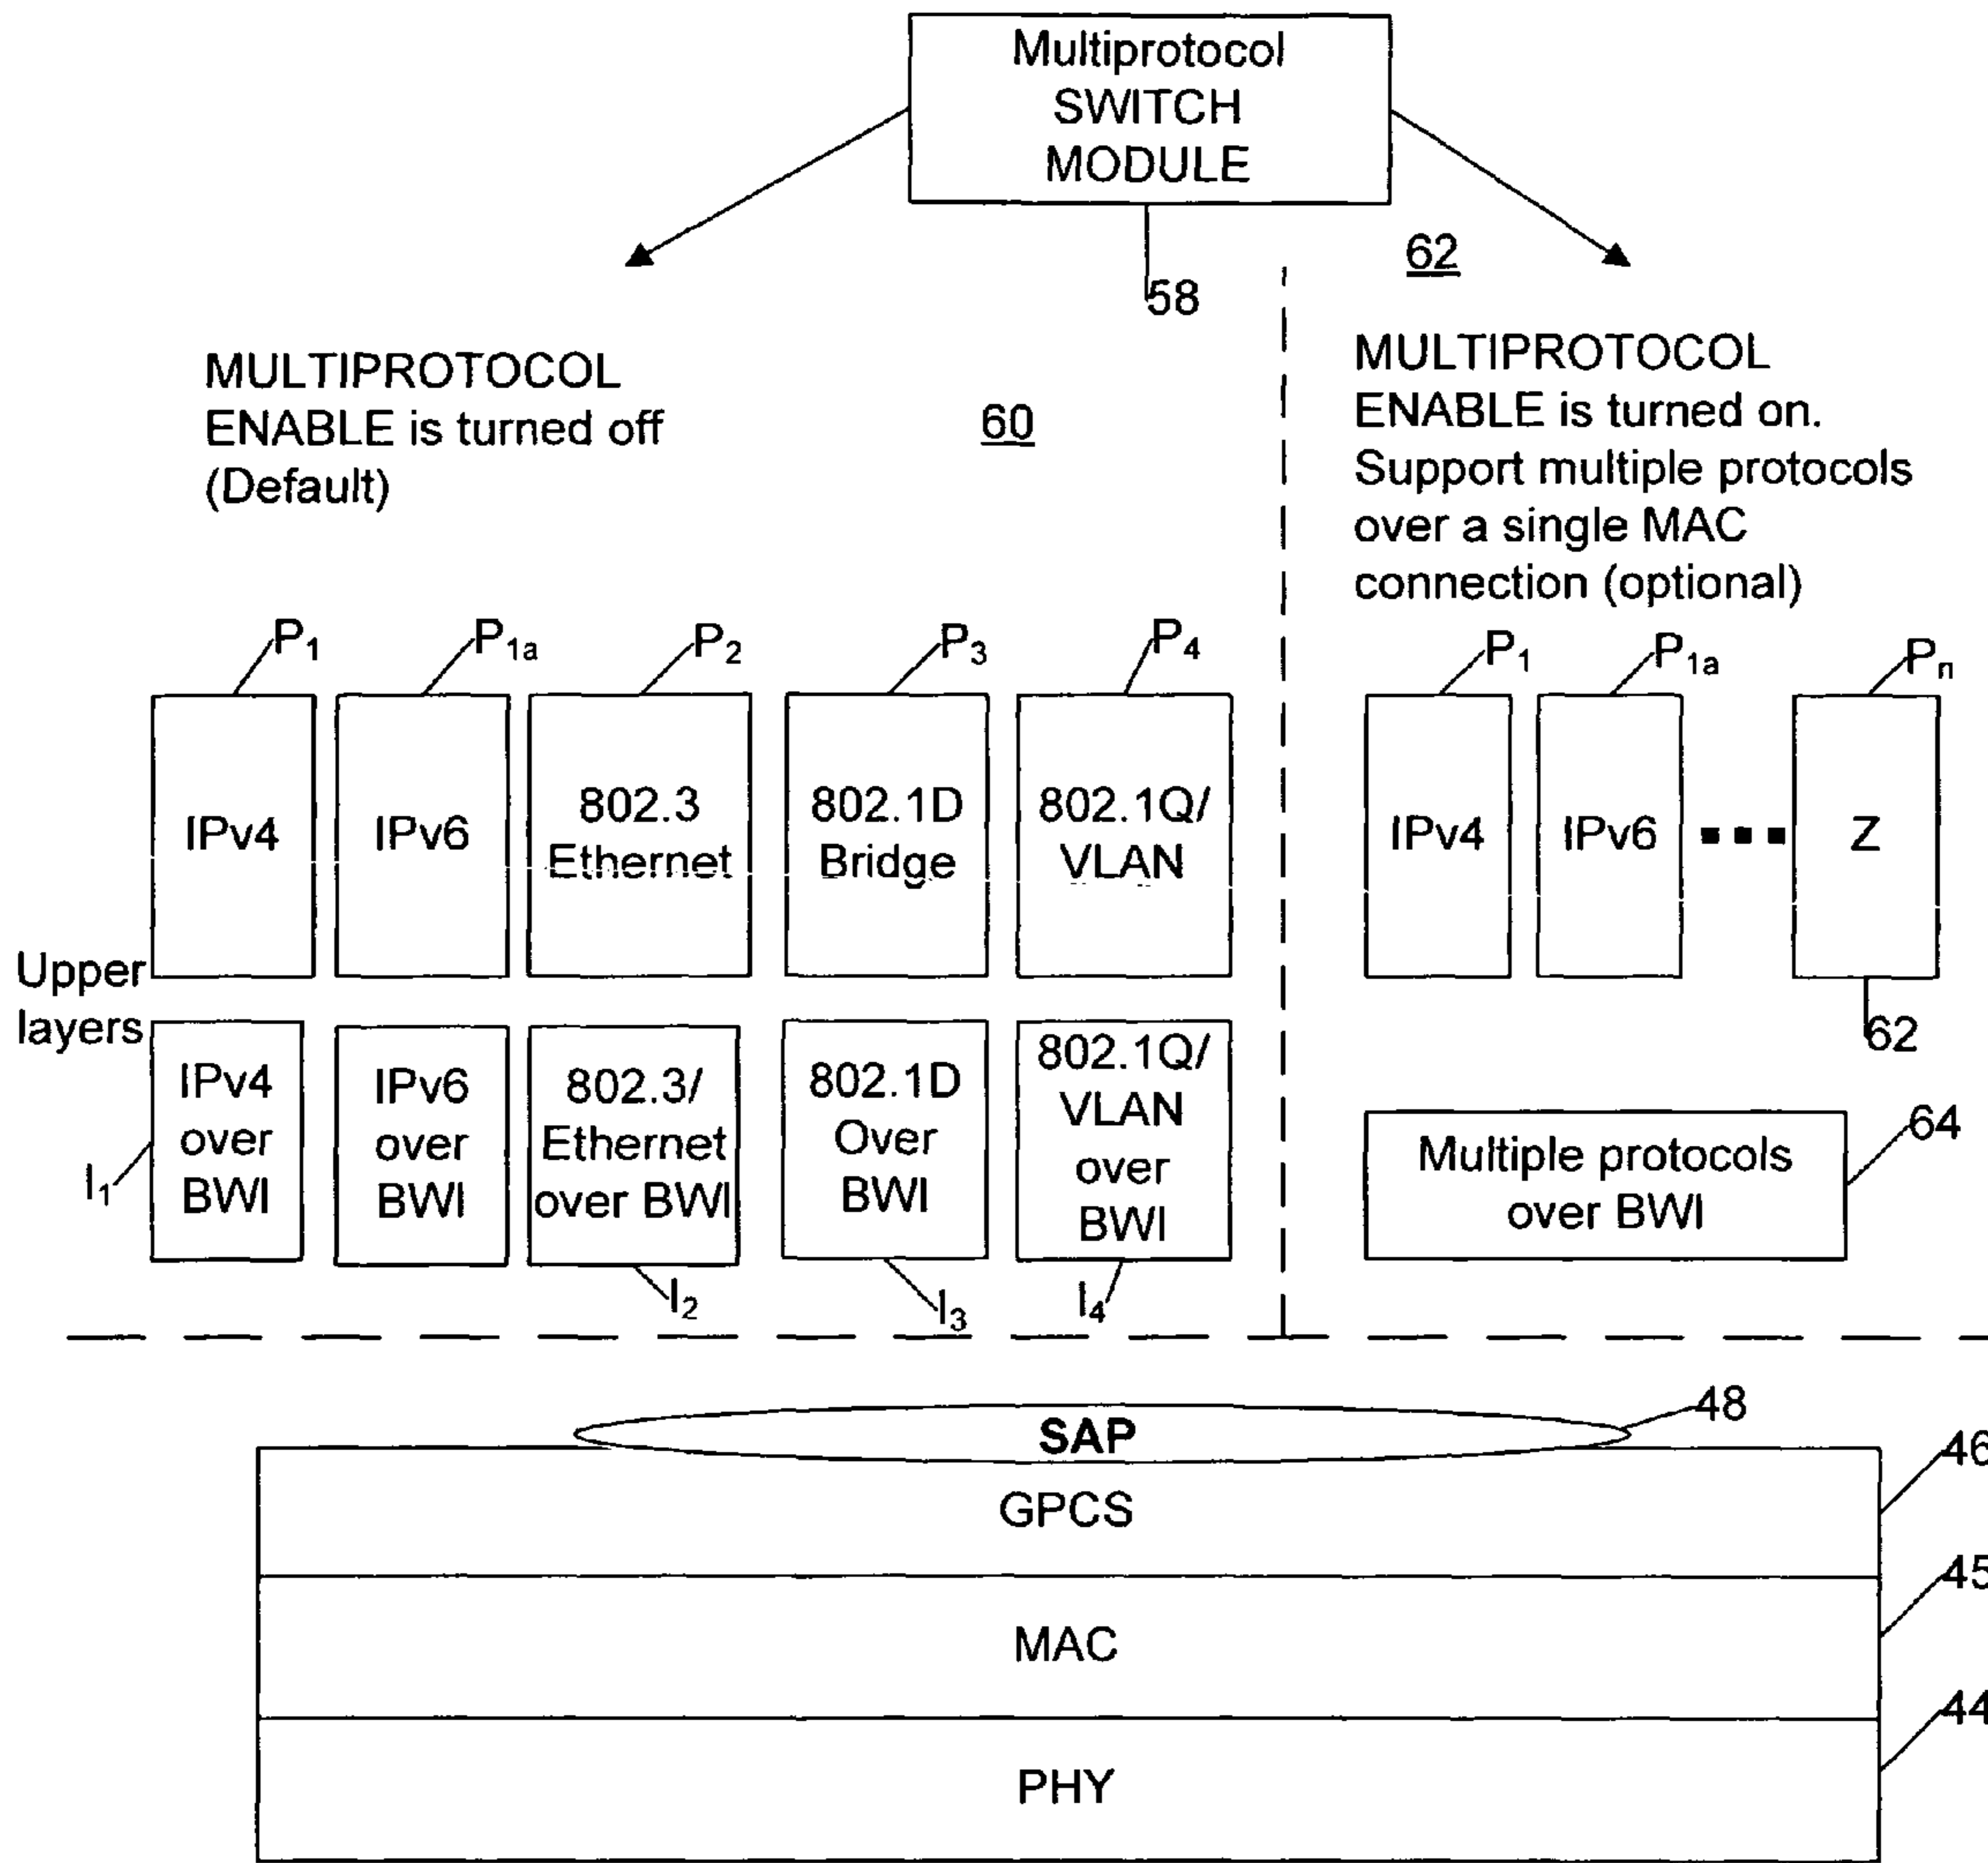 Multiprotocol
SWITCH
MODULE
58
62
MULTIPROTOCOL
ENABLE is turned off
(Default)
60
MULTIPROTOCOL
ENABLE is turned on.
Support multiple protocols
over a single MAC
connection (optional)
P1
P1a
P2
P3
P4
P1
P1a
Pn
IPv4
IPv6
802.3
Ethernet
802.1D
Bridge
802.1Q/
VLAN
IPv4
IPv6
Z
62
Upper
layers
IPv4
over
BWI
IPv6
over
BWI
802.3/
Ethernet
over BWI
802.1D
Over
BWI
802.1Q/
VLAN
over
BWI
Multiple protocols
over BWI
64
I1
I2
I3
I4
SAP
48
GPCS
46
MAC
45
PHY
44